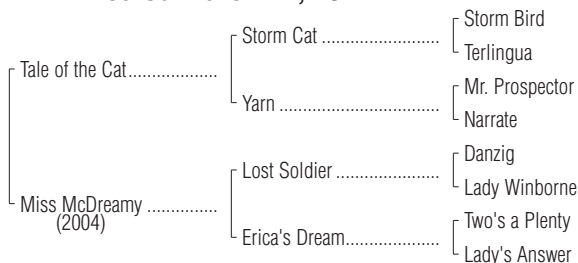 Storm Bird
Storm Cat..............................
Terlingua
Tale of the Cat..................
Mr. Prospector
Yarn ........................................
Narrate
Danzig
Lost Soldier ..........................
Lady Winborne
Miss McDreamy ..............
(2004)
Two's a Plenty
Erica's Dream.......................
Lady's Answer